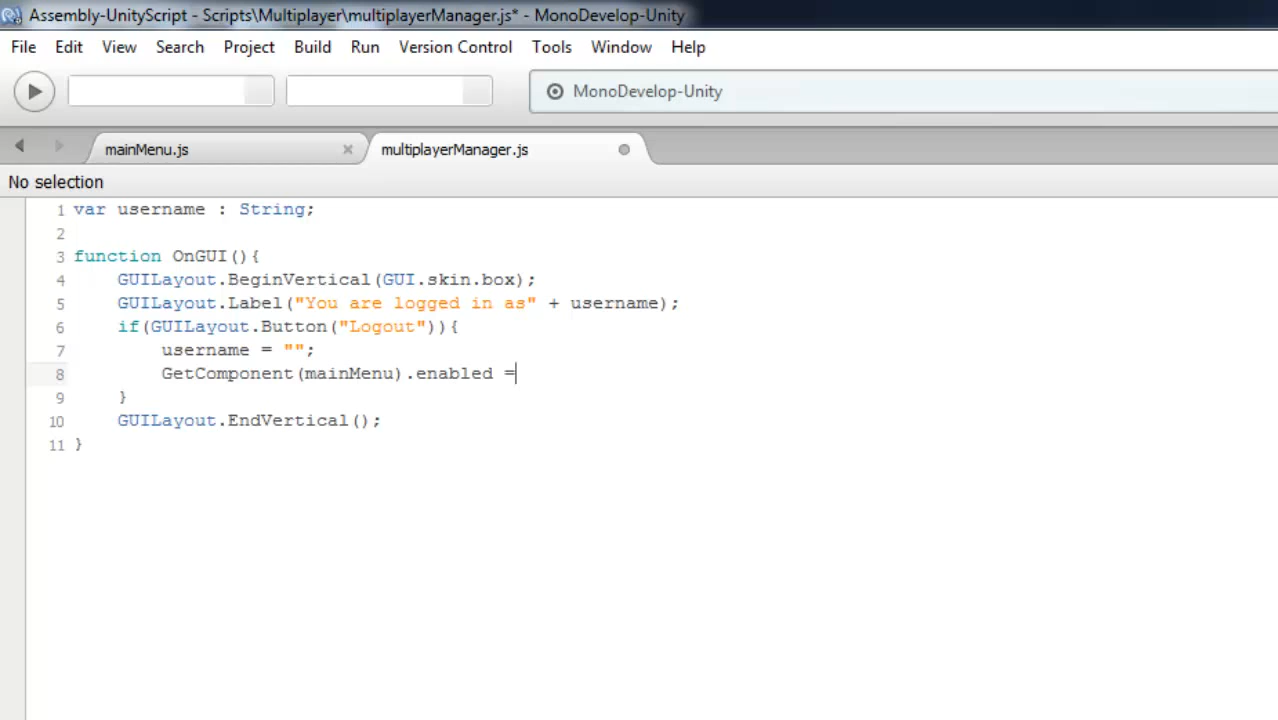 Assembly-UnityScript - Scripts\Multiplayer\multiplayerManager.js* - MonoDevelop-Unity
File Edit View Search Project Build Run Version Control Tools Window Help
MonoDevelop-Unity
mainMenu.js × multiplayerManager.js
No selection
1 var username : String;
2
3 function OnGUI(){
4 GUILayout.BeginVertical(GUI.skin.box);
5 GUILayout.Label("You are logged in as" + username);
6 if(GUILayout.Button("Logout")){
7 username = "";
8 GetComponent(mainMenu).enabled =
9 }
10 GUILayout.EndVertical();
11 }